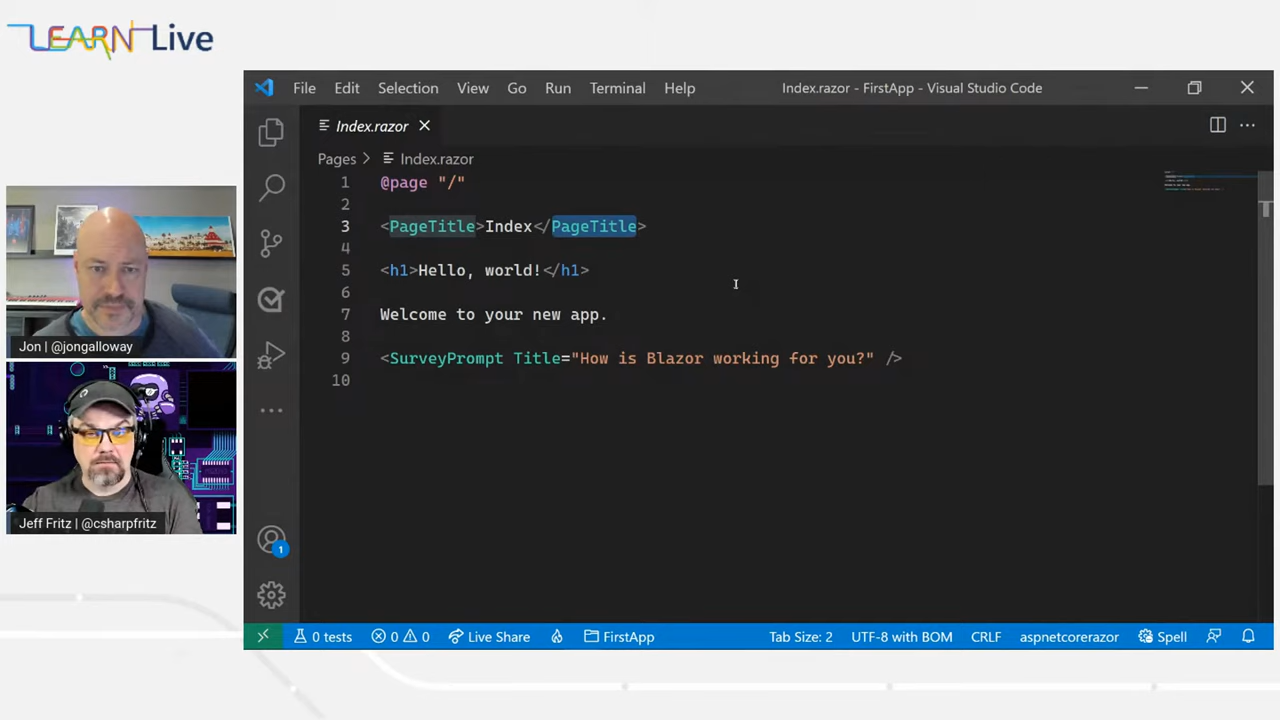 LEARN Live
File Edit Selection View Go Run Terminal Help Index.razor - FirstApp - Visual Studio Code
Index.razor
Pages > Index.razor
1 @page "/"
2
3 <PageTitle>Index</PageTitle>
4
5 <h1>Hello, world!</h1>
6
7 Welcome to your new app.
8
9 <SurveyPrompt Title="How is Blazor working for you?" />
10
Jon | @jongalloway
Jeff Fritz | @csharpfritz
1
0 tests 0 0 Live Share FirstApp Tab Size: 2 UTF-8 with BOM CRLF aspnetcorerazor Spell